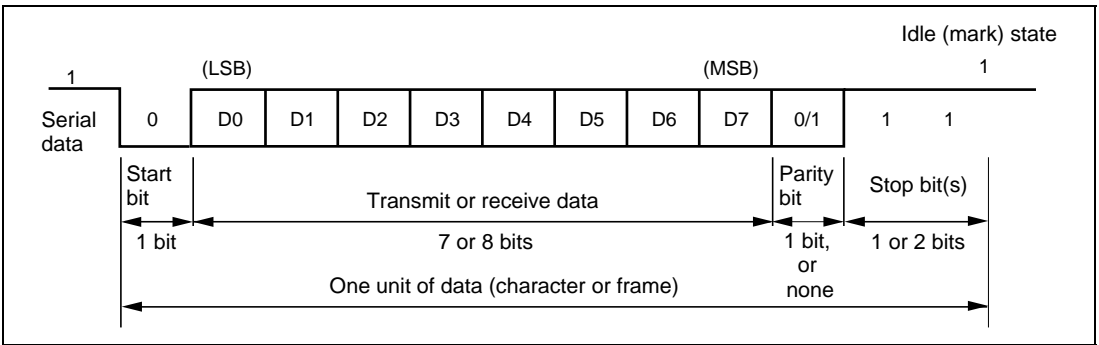 Idle (mark) state
1 (LSB) (MSB) 1
Serial
data
0 D0 D1 D2 D3 D4 D5 D6 D7 0/1 1 1
Start
bit
Transmit or receive data
Parity
bit
Stop bit(s)
1 bit
7 or 8 bits
1 bit,
or
none
1 or 2 bits
One unit of data (character or frame)